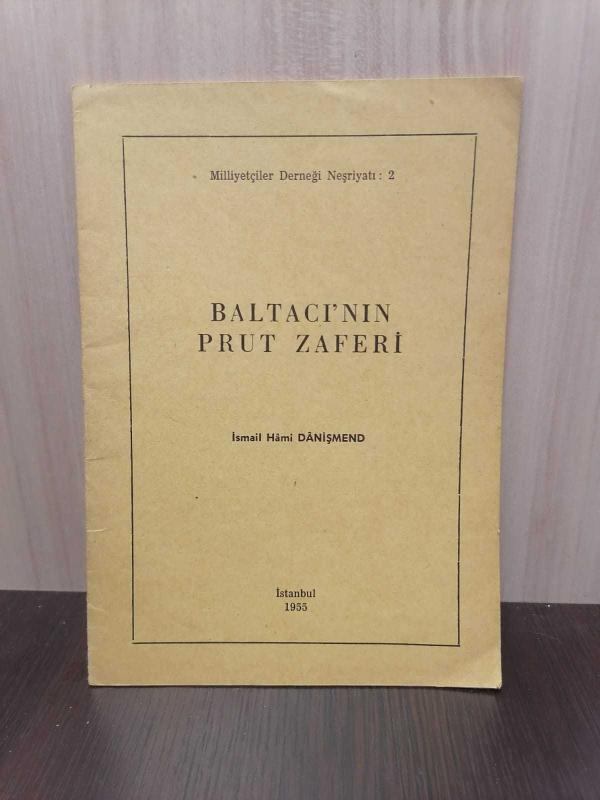 Milliyetçiler Derneği Neşriyatı: 2
BALTACI'NIN
PRUT ZAFERİ
İsmail Hâmi DÂNİŞMEND
İstanbul
1955